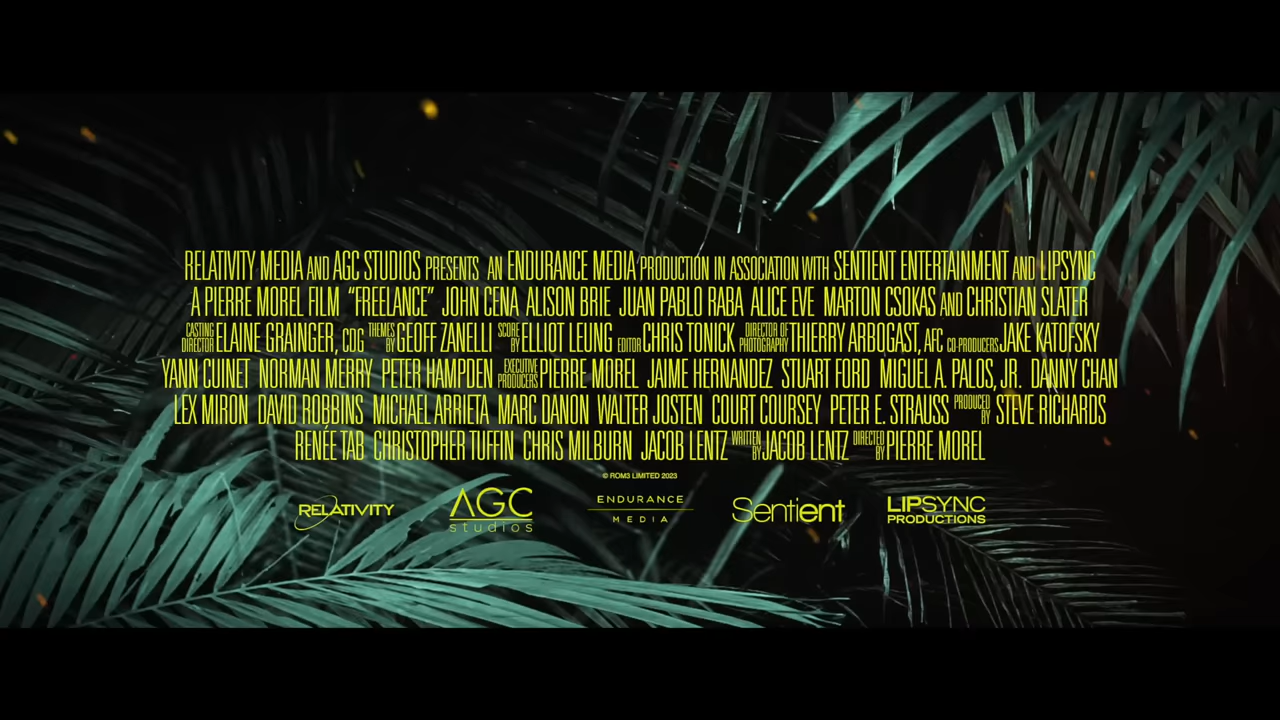 RELATIVITY MEDIA AND AGC STUDIOS PRESENTS AN ENDURANCE MEDIA PRODUCTION IN ASSOCIATION WITH SENTIENT ENTERTAINMENT AND LIPSYNC
A PIERRE MOREL FILM “FREELANCE” JOHN CENA ALISON BRIE JUAN PABLO RABA ALICE EVE MARTON CSOKAS AND CHRISTIAN SLATER
CASTING DIRECTOR ELAINE GRAINGER, CDG THEMES BY GEOFF ZANELLI SCORE BY ELLIOT LEUNG EDITOR CHRIS TONICK DIRECTOR OF PHOTOGRAPHY THIERRY ARBOGAST, AFC CO-PRODUCERS JAKE KATOFSKY
YANN CUINET NORMAN MERRY PETER HAMPDEN EXECUTIVE PRODUCERS PIERRE MOREL JAIME HERNANDEZ STUART FORD MIGUEL A. PALOS, JR. DANNY CHAN
LEX MIRON DAVID ROBBINS MICHAEL ARRIETA MARC DANON WALTER JOSTEN COURT COURSEY PETER E. STRAUSS PRODUCED BY STEVE RICHARDS
RENÉE TAB CHRISTOPHER TUFFIN CHRIS MILBURN JACOB LENTZ WRITTEN BY JACOB LENTZ DIRECTED BY PIERRE MOREL
© ROM3 LIMITED 2023
RELATIVITY
AGC
studios
ENDURANCE
MEDIA
Sentient
LIPSYNC
PRODUCTIONS